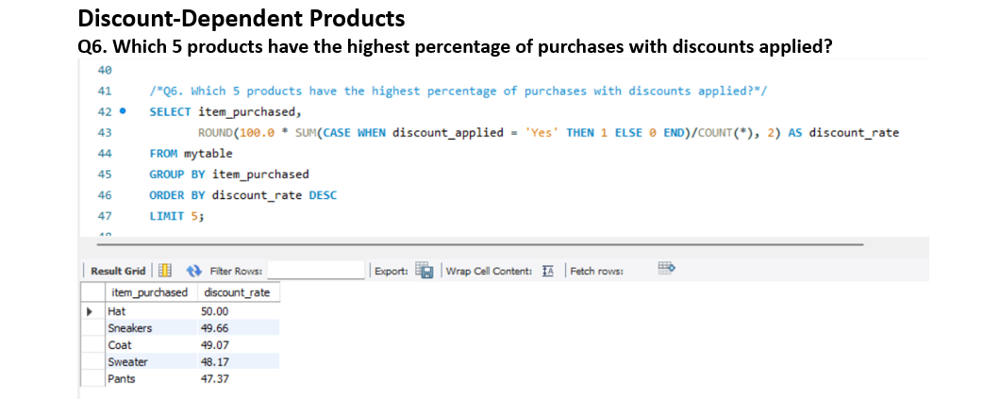 Discount-Dependent Products
Q6. Which 5 products have the highest percentage of purchases with discounts applied?
40
41 /*Q6. Which 5 products have the highest percentage of purchases with discounts applied?*/
42 SELECT item_purchased,
43 ROUND(100.0 * SUM(CASE WHEN discount_applied = 'Yes' THEN 1 ELSE 0 END)/COUNT(*), 2) AS discount_rate
44 FROM mytable
45 GROUP BY item_purchased
46 ORDER BY discount_rate DESC
47 LIMIT 5;
Result Grid Filter Rows: Export: Wrap Cell Content: Fetch rows:
item_purchased discount_rate
Hat 50.00
Sneakers 49.66
Coat 49.07
Sweater 48.17
Pants 47.37